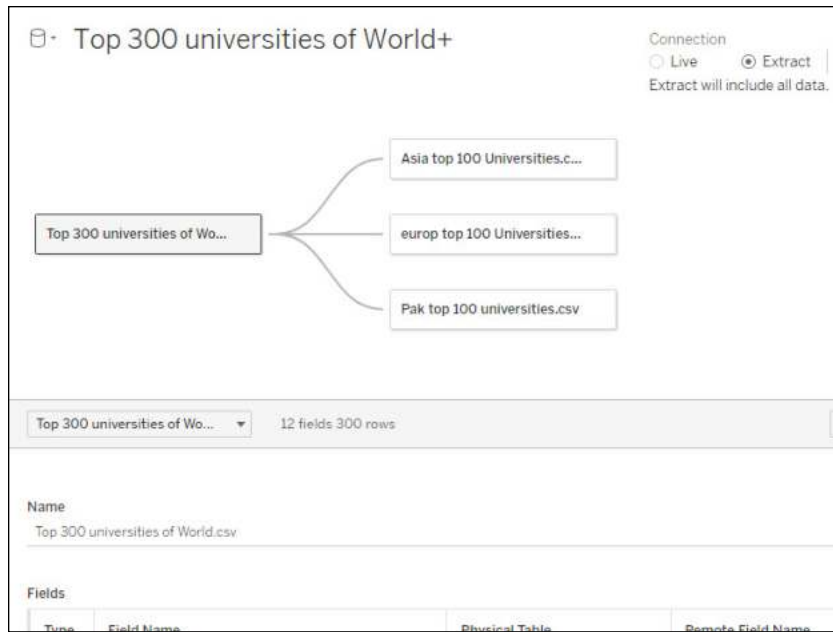 Top 300 universities of World+
Connection
Live Extract
Extract will include all data.
Asia top 100 Universities.c...
Top 300 universities of Wo...
europ top 100 Universities...
Pak top 100 universities.csv
Top 300 universities of Wo... 12 fields 300 rows
Name
Top 300 universities of World.csv
Fields
Type Field Name Physical Table Remote Field Name